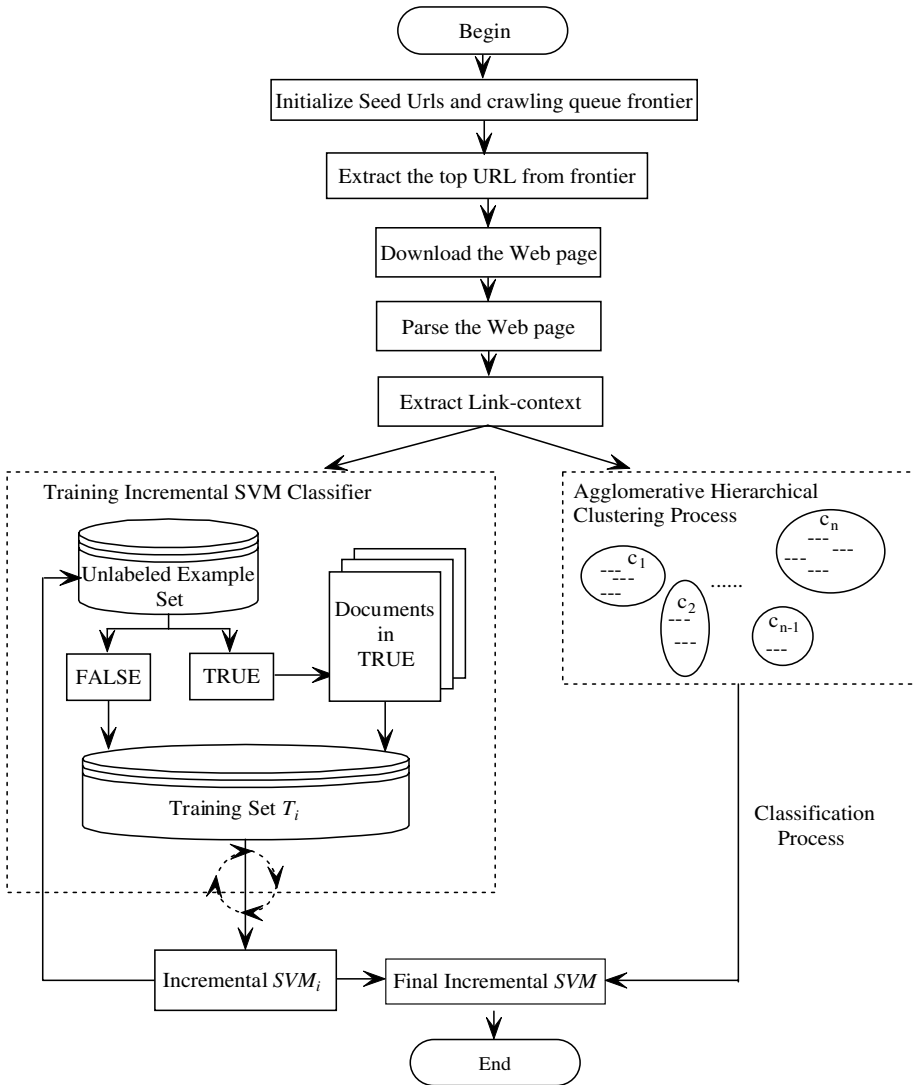 Begin
Initialize Seed Urls and crawling queue frontier
Extract the top URL from frontier
Download the Web page
Parse the Web page
Extract Link-context
Training Incremental SVM Classifier
Unlabeled Example
Set
FALSE
TRUE
Documents
in
TRUE
Training Set Ti
Agglomerative Hierarchical
Clustering Process
c1
c2
......
cn
cn-1
Classification
Process
Incremental SVMi
Final Incremental SVM
End